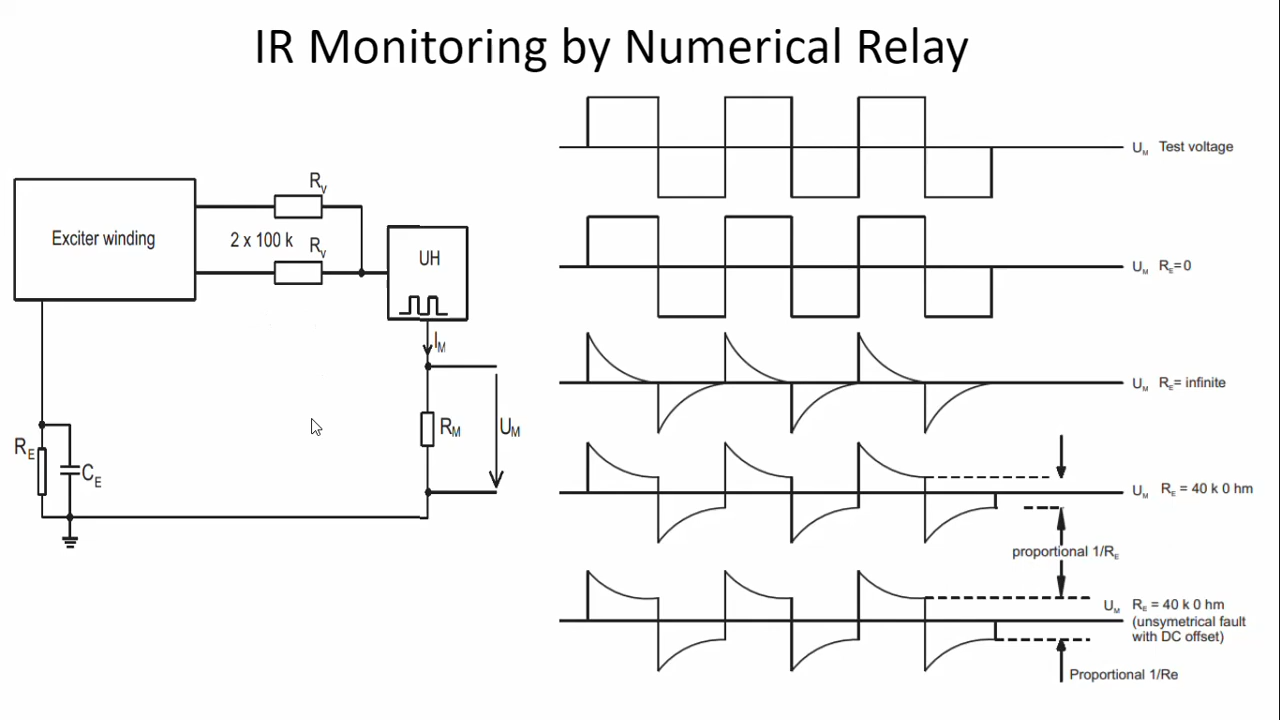 IR Monitoring by Numerical Relay
Exciter winding
Rv
2 x 100 k
Rv
UH
IM
RM
UM
RE
CE
UM Test voltage
UM RE=0
UM RE= infinite
UM RE = 40 k 0 hm
proportional 1/RE
UM RE = 40 k 0 hm
(unsymetrical fault
with DC offset)
Proportional 1/Re